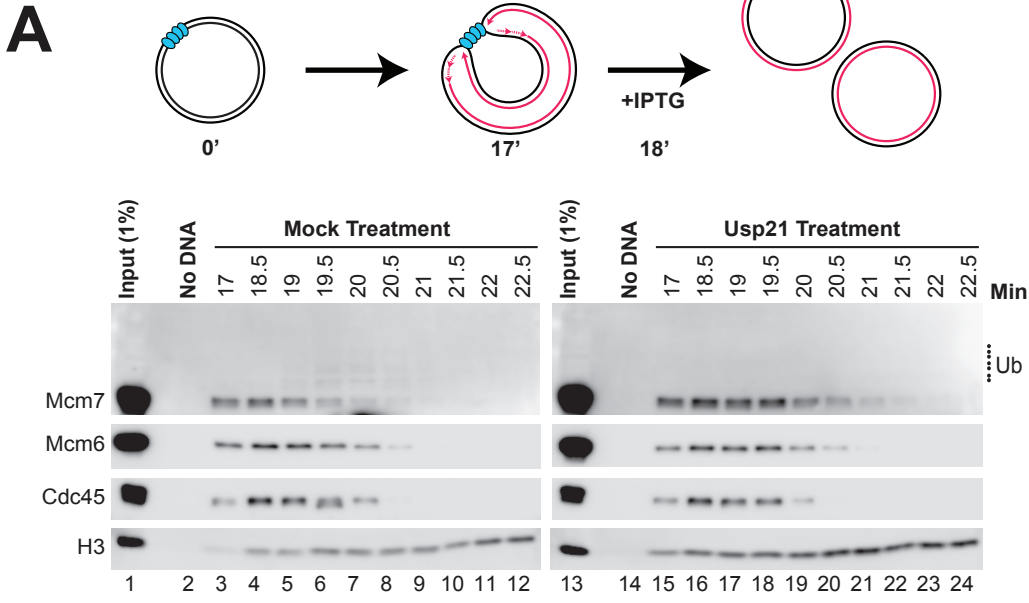 A
+IPTG
0’ 17’ 18’
Input (1%) No DNA Mock Treatment Input (1%) No DNA Usp21 Treatment
17 18.5 19 19.5 20 20.5 21 21.5 22 22.5 17 18.5 19 19.5 20 20.5 21 21.5 22 22.5 Min
Ub
Mcm7
Mcm6
Cdc45
H3
1 2 3 4 5 6 7 8 9 10 11 12 13 14 15 16 17 18 19 20 21 22 23 24